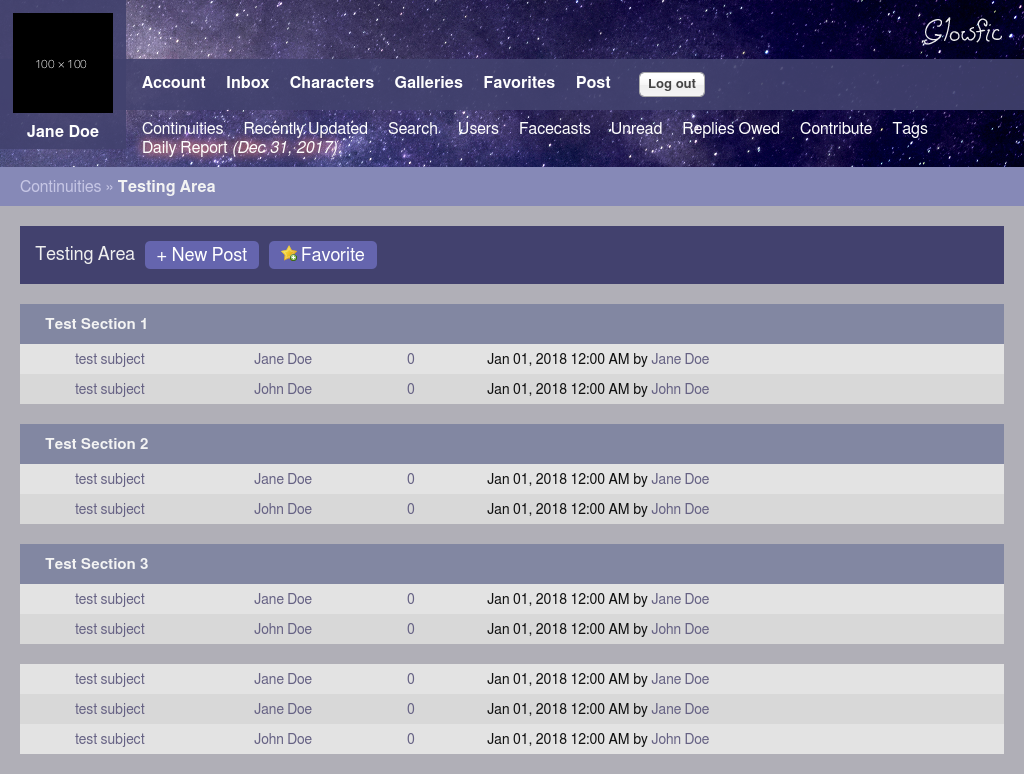 Glowfic
100 × 100
Jane Doe
Account Inbox Characters Galleries Favorites Post Log out
Continuities Recently Updated Search Users Facecasts Unread Replies Owed Contribute Tags
Daily Report (Dec 31, 2017)
Continuities » Testing Area
Testing Area + New Post Favorite
Test Section 1
test subject Jane Doe 0 Jan 01, 2018 12:00 AM by Jane Doe
test subject John Doe 0 Jan 01, 2018 12:00 AM by John Doe
Test Section 2
test subject Jane Doe 0 Jan 01, 2018 12:00 AM by Jane Doe
test subject John Doe 0 Jan 01, 2018 12:00 AM by John Doe
Test Section 3
test subject Jane Doe 0 Jan 01, 2018 12:00 AM by Jane Doe
test subject John Doe 0 Jan 01, 2018 12:00 AM by John Doe
test subject Jane Doe 0 Jan 01, 2018 12:00 AM by Jane Doe
test subject Jane Doe 0 Jan 01, 2018 12:00 AM by Jane Doe
test subject John Doe 0 Jan 01, 2018 12:00 AM by John Doe